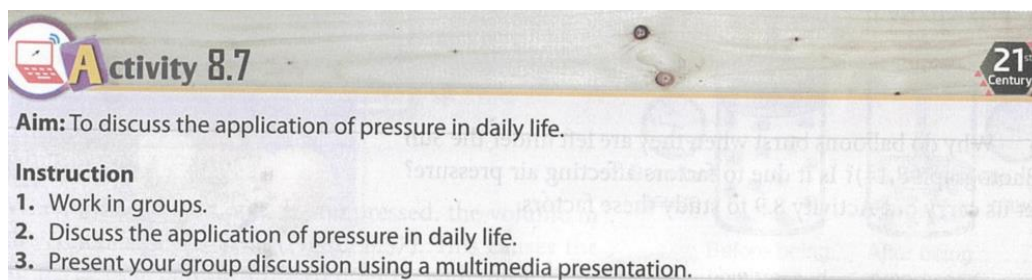 Activity 8.7
21st
Century
Aim: To discuss the application of pressure in daily life.
Instruction
1. Work in groups.
2. Discuss the application of pressure in daily life.
3. Present your group discussion using a multimedia presentation.